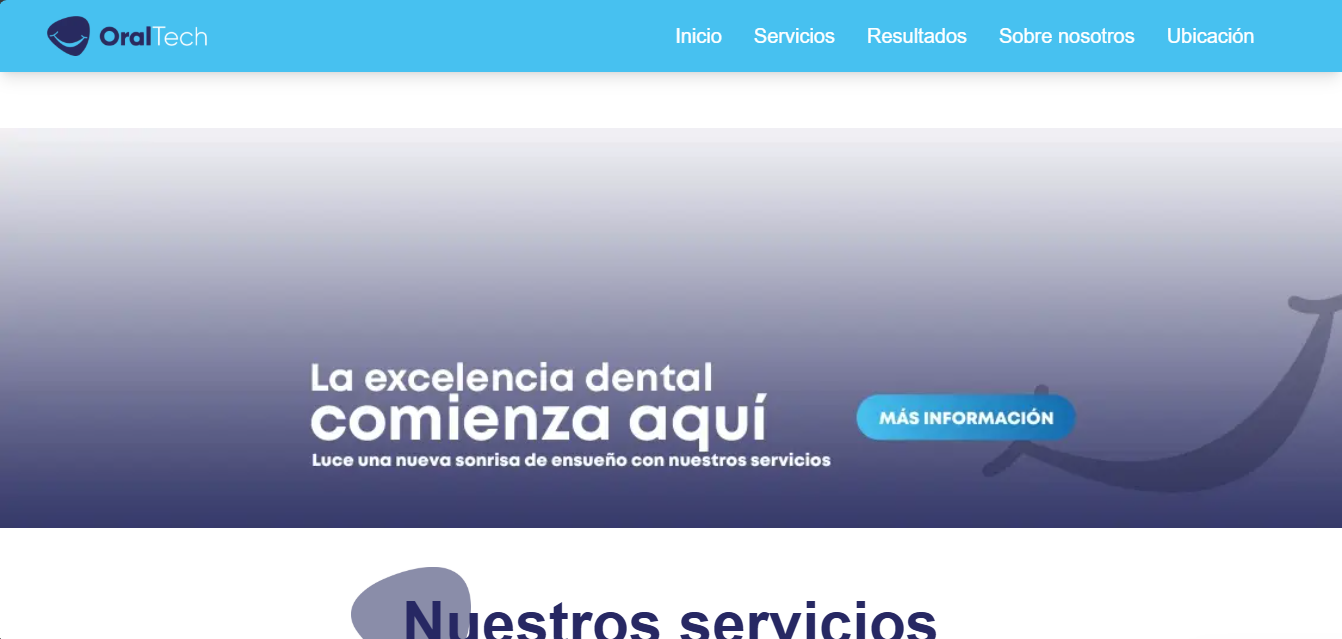 OralTech
Inicio Servicios Resultados Sobre nosotros Ubicación
La excelencia dental
comienza aquí
Luce una nueva sonrisa de ensueño con nuestros servicios
MÁS INFORMACIÓN
Nuestros servicios